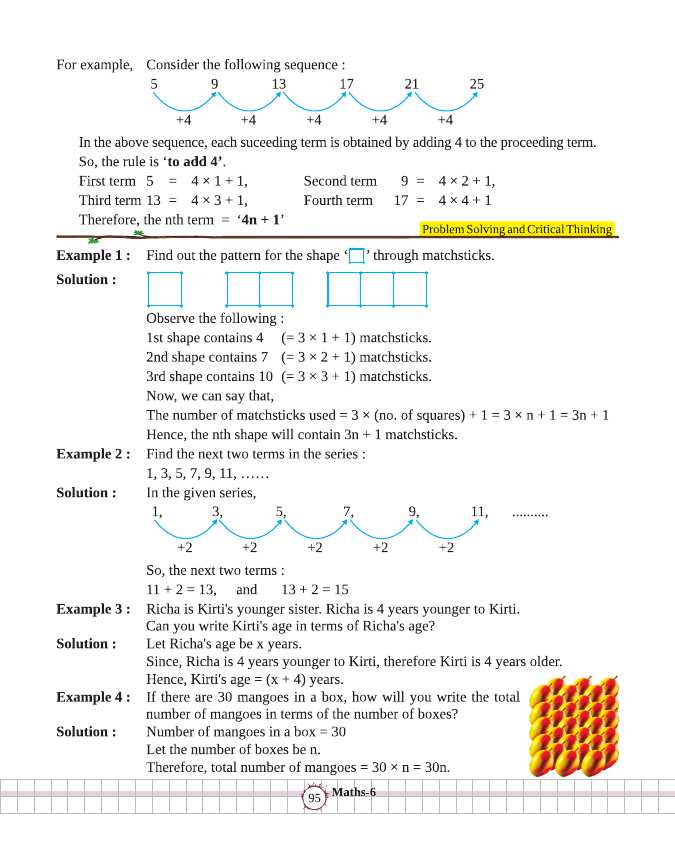 For example, Consider the following sequence :
5 9 13 17 21 25
+4 +4 +4 +4 +4
In the above sequence, each suceeding term is obtained by adding 4 to the proceeding term.
So, the rule is ‘to add 4’.
First term 5 = 4 × 1 + 1, Second term 9 = 4 × 2 + 1,
Third term 13 = 4 × 3 + 1, Fourth term 17 = 4 × 4 + 1
Therefore, the nth term = ‘4n + 1’
Problem Solving and Critical Thinking
Example 1 : Find out the pattern for the shape ‘ ’ through matchsticks.
Solution :
Observe the following :
1st shape contains 4 (= 3 × 1 + 1) matchsticks.
2nd shape contains 7 (= 3 × 2 + 1) matchsticks.
3rd shape contains 10 (= 3 × 3 + 1) matchsticks.
Now, we can say that,
The number of matchsticks used = 3 × (no. of squares) + 1 = 3 × n + 1 = 3n + 1
Hence, the nth shape will contain 3n + 1 matchsticks.
Example 2 : Find the next two terms in the series :
1, 3, 5, 7, 9, 11, ……
Solution : In the given series,
1, 3, 5, 7, 9, 11, ..........
+2 +2 +2 +2 +2
So, the next two terms :
11 + 2 = 13, and 13 + 2 = 15
Example 3 : Richa is Kirti's younger sister. Richa is 4 years younger to Kirti.
Can you write Kirti's age in terms of Richa's age?
Solution : Let Richa's age be x years.
Since, Richa is 4 years younger to Kirti, therefore Kirti is 4 years older.
Hence, Kirti's age = (x + 4) years.
Example 4 : If there are 30 mangoes in a box, how will you write the total
number of mangoes in terms of the number of boxes?
Solution : Number of mangoes in a box = 30
Let the number of boxes be n.
Therefore, total number of mangoes = 30 × n = 30n.
95 Maths-6